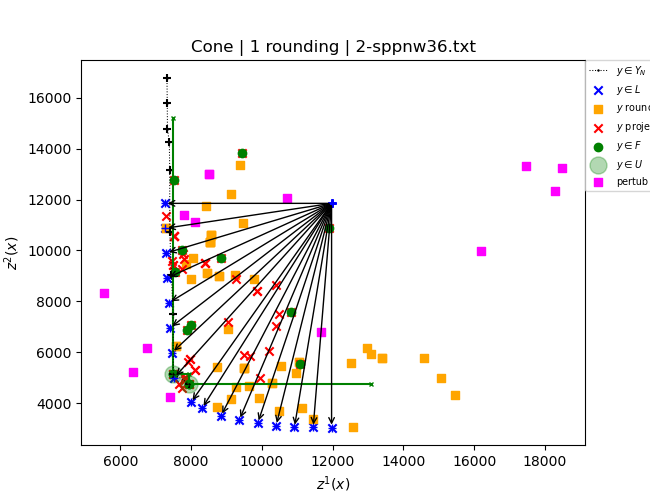 Cone | 1 rounding | 2-sppnw36.txt
z²(x)
16000
14000
12000
10000
8000
6000
4000
6000 8000 10000 12000 14000 16000 18000
z¹(x)
y ∈ Y_N
y ∈ L
y roun
y proje
y ∈ F
y ∈ U
pertub